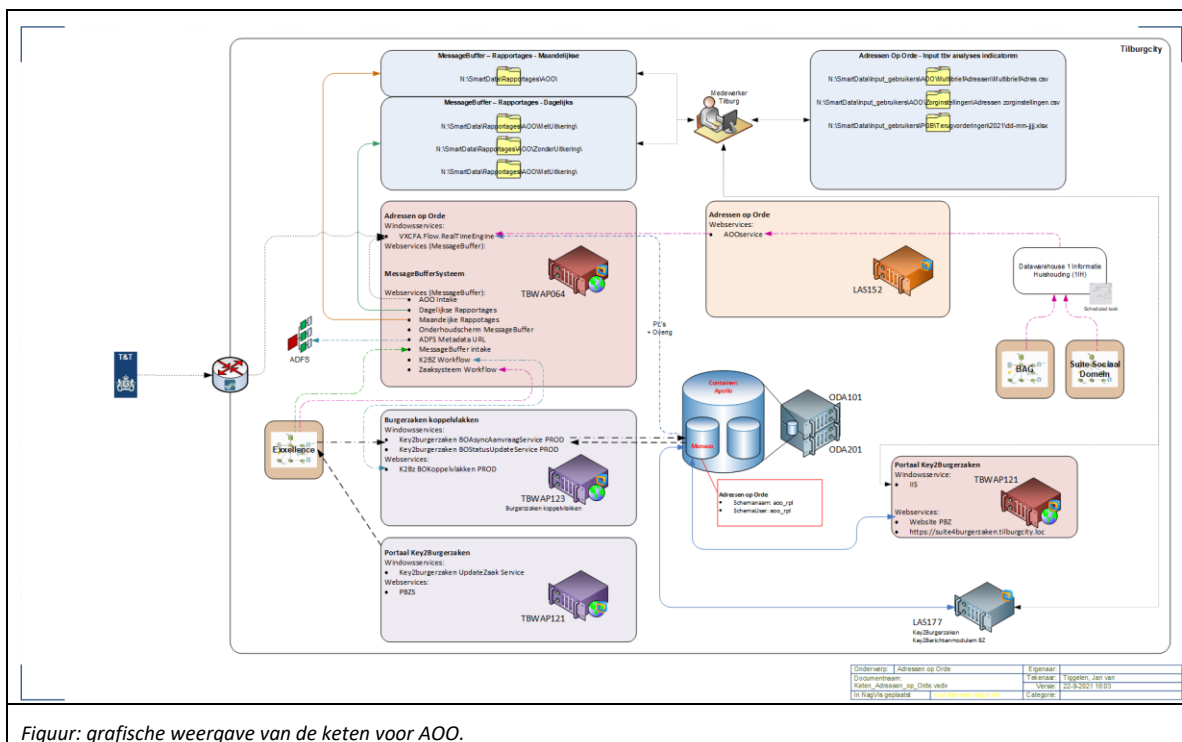 Tilburgcity
MessageBuffer – Rapportages - Maandelijkse
N:\SmartData\Rapportages\AOO\
MessageBuffer – Rapportages - Dagelijks
N:\SmartData\Rapportages\AOO\MetUitkering\
N:\SmartData\Rapportages\AOO\ZonderUitkering\
N:\SmartData\Rapportages\AOO\MetUitkering\
Medewerker
Tilburg
Adressen Op Orde - Input tbv analyses indicatoren
N:\SmartData\Input_gebruikers\AOO\Multibrief\Adressen\MultibriefAdres.csv
N:\SmartData\Input_gebruikers\AOO\Zorginstellingen\Adressen zorginstellingen.csv
N:\SmartData\Input_gebruikers\PGB\Terugvorderingen\2021\dd-mm-jjjj.xlsx
Adressen op Orde
Windowsservices:
• VXCFA.Flow.RealTimeEngine
Webservices (MessageBuffer):
MessageBufferSysteem
Webservices (MessageBuffer):
• AOO Intake
• Dagelijkse Rapportages
• Maandelijke Rappotages
• Onderhoudscherm MessageBuffer
• ADFS Metadata URL
• MessageBuffer intake
• K2BZ Workflow
• Zaaksysteem Workflow
TBWAP064
Adressen op Orde
Webservices:
• AOOservice
LAS152
Datawarehouse 1 Informatie
Huishouding (1IH)
Scheduled task
BAG
Suite Sociaal
Domein
T&T
ADFS
PL's
+ Overig
Container:
Apollo
Monaco
ODA101
ODA201
Exxellence
Burgerzaken koppelvlakken
Windowsservices:
• Key2burgerzaken BOAsyncAanvraagService PROD
• Key2burgerzaken BOStatusUpdateService PROD
Webservices:
• K2Bz BOKoppelvlakken PROD
TBWAP123
Burgerzaken koppelvlakken
Adressen op Orde
• Schemanaam: aoo_rpl
• SchemaUser: aoo_rpl
Portaal Key2Burgerzaken
Windowsservice:
• IIS
TBWAP121
Webservices:
• Website PBZ
• https://suite4burgerzaken.tilburgcity.loc
Portaal Key2Burgerzaken
Windowsservices:
• Key2burgerzaken UpdateZaak Service
Webservices:
• PBZS
TBWAP121
LAS177
Key2Burgerzaken
Key2Berichtenmodulem BZ
Onderwerp: Adressen op Orde Eigenaar:
Documentnaam: Tekenaar: Tiggelen, Jan van
Keten_Adressen_op_Orde.vsdx Versie: 22-9-2021 16:03
In NagVis geplaatst Categorie:
Figuur: grafische weergave van de keten voor AOO.